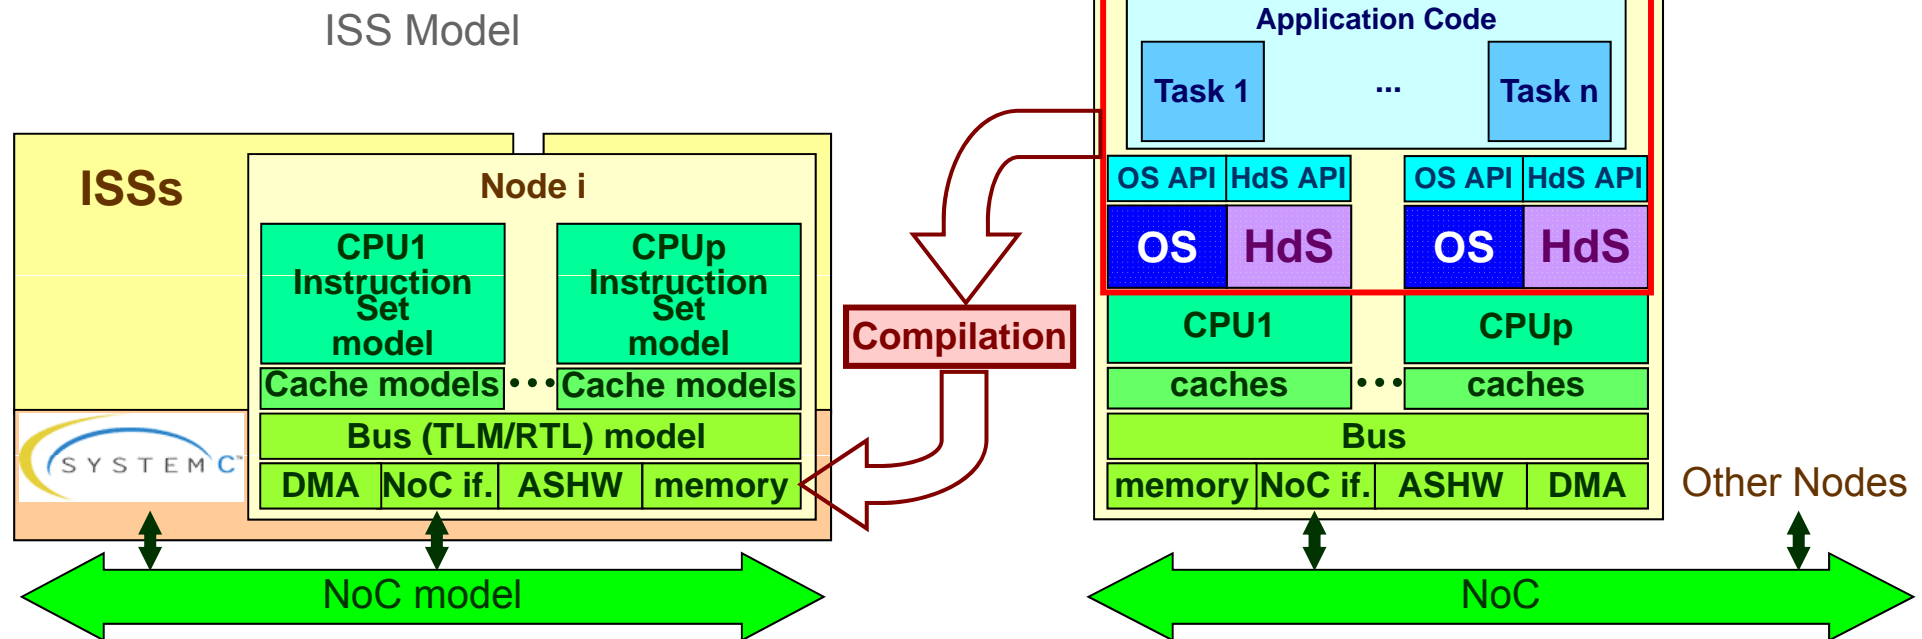 ISS Model
ISSs
Node i
CPU1
Instruction
Set
model
CPUp
Instruction
Set
model
Cache models
...
Cache models
Bus (TLM/RTL) model
DMA
NoC if.
ASHW
memory
SYSTEM C™
NoC model
Compilation
Application Code
Task 1
...
Task n
OS API
HdS API
OS API
HdS API
OS
HdS
OS
HdS
CPU1
CPUp
caches
...
caches
Bus
memory
NoC if.
ASHW
DMA
Other Nodes
NoC